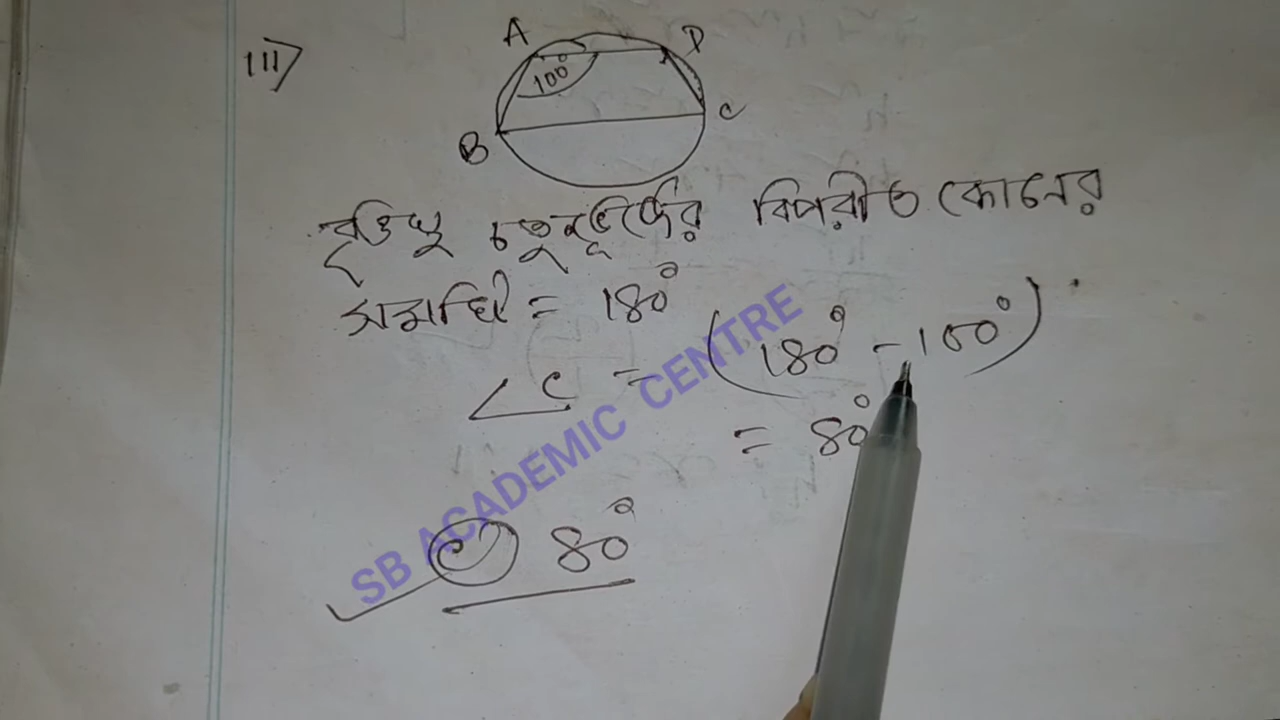 III)
A
D
100°
B
C
বৃত্তস্থ চতুর্ভূজের বিপরীত কোনের
সমষ্টি = 180°
∠C = (180° - 100°)
= 80°
80°
SB ACADEMIC CENTRE